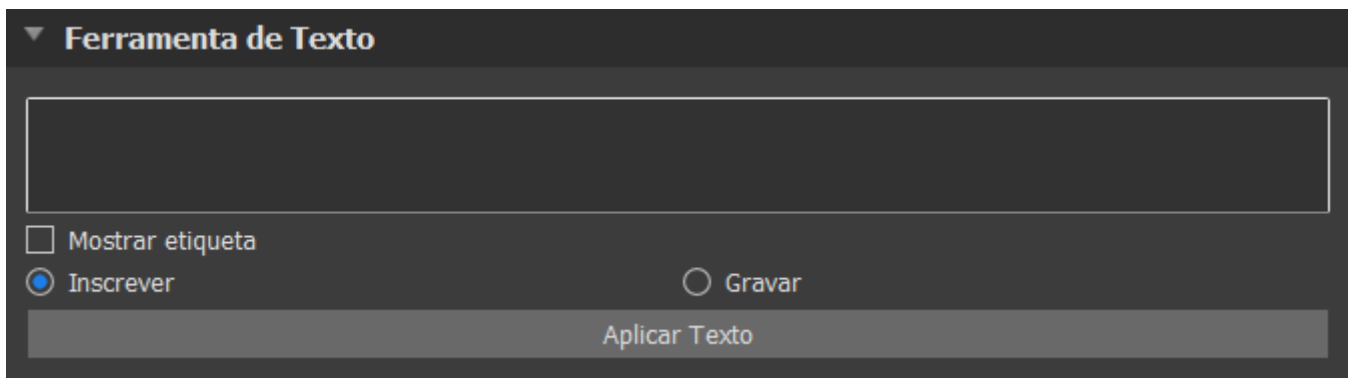 Ferramenta de Texto
Mostrar etiqueta
Inscrever Gravar
Aplicar Texto